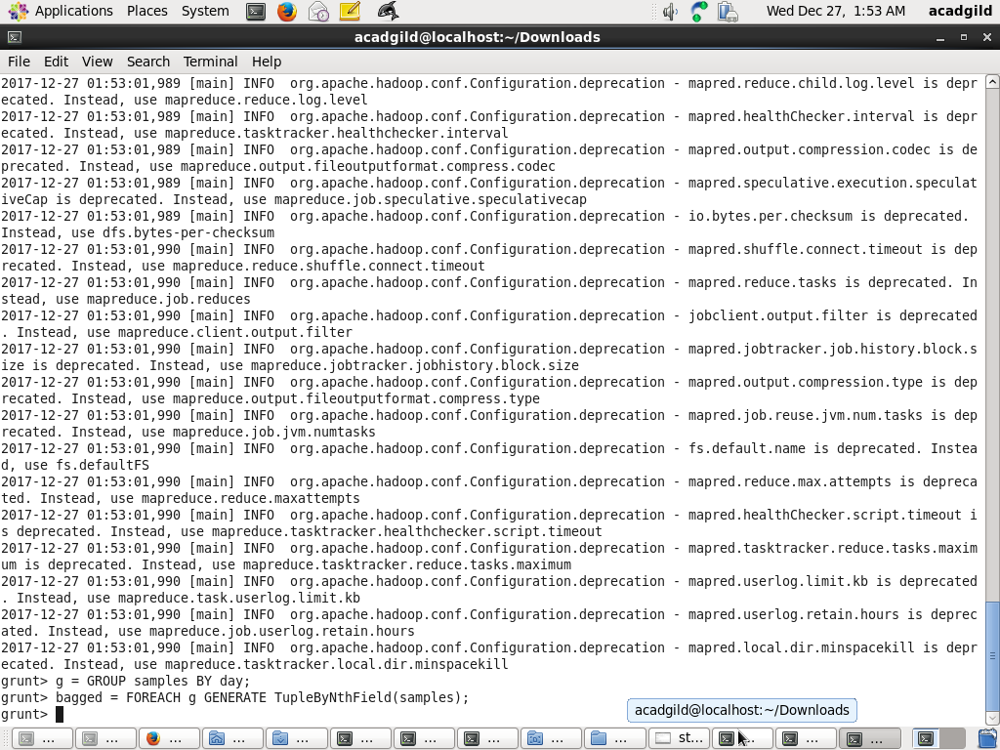 Applications Places System Wed Dec 27, 1:53 AM acadgild
acadgild@localhost:~/Downloads
File Edit View Search Terminal Help
2017-12-27 01:53:01,989 [main] INFO  org.apache.hadoop.conf.Configuration.deprecation - mapred.reduce.child.log.level is depr
ecated. Instead, use mapreduce.reduce.log.level
2017-12-27 01:53:01,989 [main] INFO  org.apache.hadoop.conf.Configuration.deprecation - mapred.healthChecker.interval is depr
ecated. Instead, use mapreduce.tasktracker.healthchecker.interval
2017-12-27 01:53:01,989 [main] INFO  org.apache.hadoop.conf.Configuration.deprecation - mapred.output.compression.codec is de
precated. Instead, use mapreduce.output.fileoutputformat.compress.codec
2017-12-27 01:53:01,989 [main] INFO  org.apache.hadoop.conf.Configuration.deprecation - mapred.speculative.execution.speculat
iveCap is deprecated. Instead, use mapreduce.job.speculative.speculativecap
2017-12-27 01:53:01,989 [main] INFO  org.apache.hadoop.conf.Configuration.deprecation - io.bytes.per.checksum is deprecated.
Instead, use dfs.bytes-per-checksum
2017-12-27 01:53:01,990 [main] INFO  org.apache.hadoop.conf.Configuration.deprecation - mapred.shuffle.connect.timeout is dep
recated. Instead, use mapreduce.reduce.shuffle.connect.timeout
2017-12-27 01:53:01,990 [main] INFO  org.apache.hadoop.conf.Configuration.deprecation - mapred.reduce.tasks is deprecated. In
stead, use mapreduce.job.reduces
2017-12-27 01:53:01,990 [main] INFO  org.apache.hadoop.conf.Configuration.deprecation - jobclient.output.filter is deprecated
. Instead, use mapreduce.client.output.filter
2017-12-27 01:53:01,990 [main] INFO  org.apache.hadoop.conf.Configuration.deprecation - mapred.jobtracker.job.history.block.s
ize is deprecated. Instead, use mapreduce.jobtracker.jobhistory.block.size
2017-12-27 01:53:01,990 [main] INFO  org.apache.hadoop.conf.Configuration.deprecation - mapred.output.compression.type is dep
recated. Instead, use mapreduce.output.fileoutputformat.compress.type
2017-12-27 01:53:01,990 [main] INFO  org.apache.hadoop.conf.Configuration.deprecation - mapred.job.reuse.jvm.num.tasks is dep
recated. Instead, use mapreduce.job.jvm.numtasks
2017-12-27 01:53:01,990 [main] INFO  org.apache.hadoop.conf.Configuration.deprecation - fs.default.name is deprecated. Instea
d, use fs.defaultFS
2017-12-27 01:53:01,990 [main] INFO  org.apache.hadoop.conf.Configuration.deprecation - mapred.reduce.max.attempts is depreca
ted. Instead, use mapreduce.reduce.maxattempts
2017-12-27 01:53:01,990 [main] INFO  org.apache.hadoop.conf.Configuration.deprecation - mapred.healthChecker.script.timeout i
s deprecated. Instead, use mapreduce.tasktracker.healthchecker.script.timeout
2017-12-27 01:53:01,990 [main] INFO  org.apache.hadoop.conf.Configuration.deprecation - mapred.tasktracker.reduce.tasks.maxim
um is deprecated. Instead, use mapreduce.tasktracker.reduce.tasks.maximum
2017-12-27 01:53:01,990 [main] INFO  org.apache.hadoop.conf.Configuration.deprecation - mapred.userlog.limit.kb is deprecated
. Instead, use mapreduce.task.userlog.limit.kb
2017-12-27 01:53:01,990 [main] INFO  org.apache.hadoop.conf.Configuration.deprecation - mapred.userlog.retain.hours is deprec
ated. Instead, use mapreduce.job.userlog.retain.hours
2017-12-27 01:53:01,990 [main] INFO  org.apache.hadoop.conf.Configuration.deprecation - mapred.local.dir.minspacekill is depr
ecated. Instead, use mapreduce.tasktracker.local.dir.minspacekill
grunt> g = GROUP samples BY day;
grunt> bagged = FOREACH g GENERATE TupleByNthField(samples);
grunt>
acadgild@localhost:~/Downloads
... ... ... ... ... ... ... ... ... ... st... ... ... ...